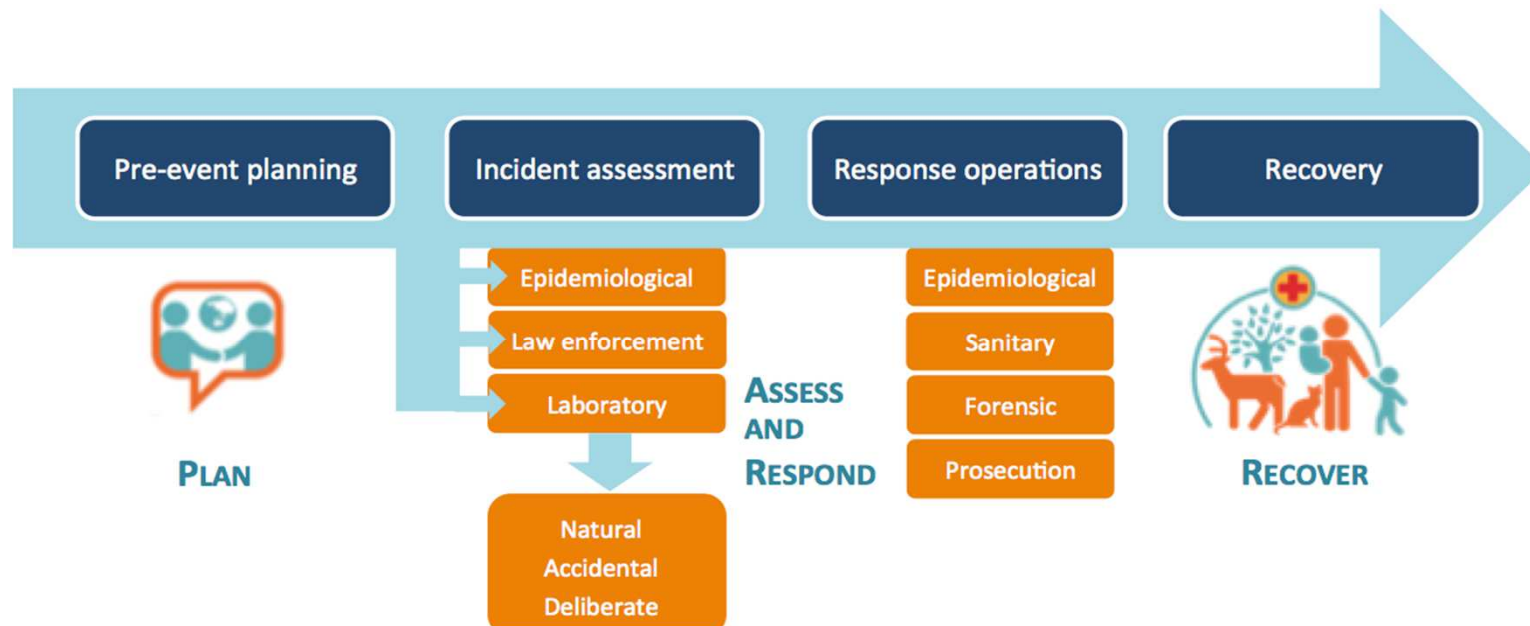 Pre-event planning
Incident assessment
Response operations
Recovery
Epidemiological
Law enforcement
Laboratory
Natural
Accidental
Deliberate
Epidemiological
Sanitary
Forensic
Prosecution
PLAN
ASSESS
AND
RESPOND
RECOVER